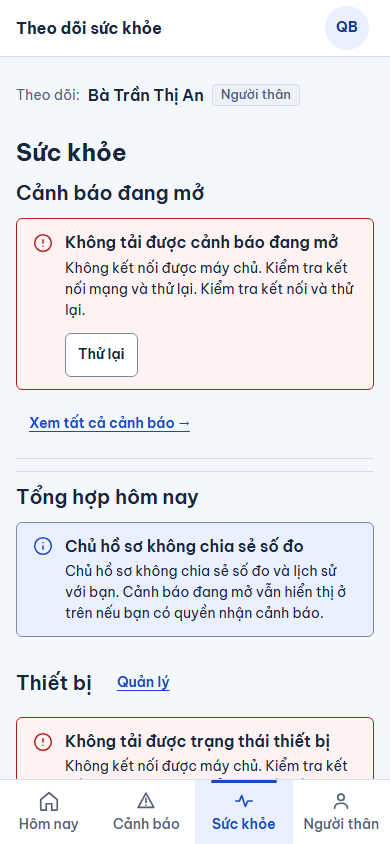 Theo dõi sức khỏe
QB
Theo dõi: Bà Trần Thị An Người thân
Sức khỏe
Cảnh báo đang mở
Không tải được cảnh báo đang mở
Không kết nối được máy chủ. Kiểm tra kết
nối mạng và thử lại. Kiểm tra kết nối và thử
lại.
Thử lại
Xem tất cả cảnh báo →
Tổng hợp hôm nay
Chủ hồ sơ không chia sẻ số đo
Chủ hồ sơ không chia sẻ số đo và lịch sử
với bạn. Cảnh báo đang mở vẫn hiển thị ở
trên nếu bạn có quyền nhận cảnh báo.
Thiết bị Quản lý
Không tải được trạng thái thiết bị
Không kết nối được máy chủ. Kiểm tra kết
Hôm nay Cảnh báo Sức khỏe Người thân